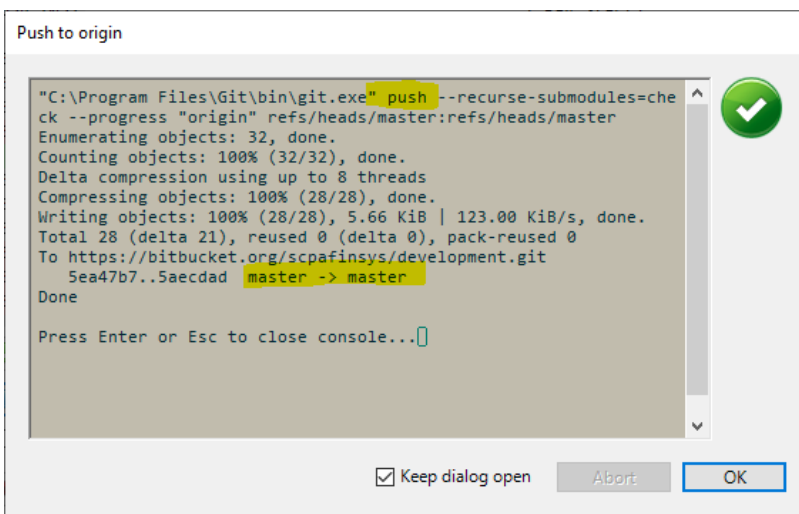 Push to origin
"C:\Program Files\Git\bin\git.exe" push --recurse-submodules=che
ck --progress "origin" refs/heads/master:refs/heads/master
Enumerating objects: 32, done.
Counting objects: 100% (32/32), done.
Delta compression using up to 8 threads
Compressing objects: 100% (28/28), done.
Writing objects: 100% (28/28), 5.66 KiB | 123.00 KiB/s, done.
Total 28 (delta 21), reused 0 (delta 0), pack-reused 0
To https://bitbucket.org/scpafinsys/development.git
   5ea47b7..5aecdad  master -> master
Done
Press Enter or Esc to close console...
Keep dialog open
Abort
OK